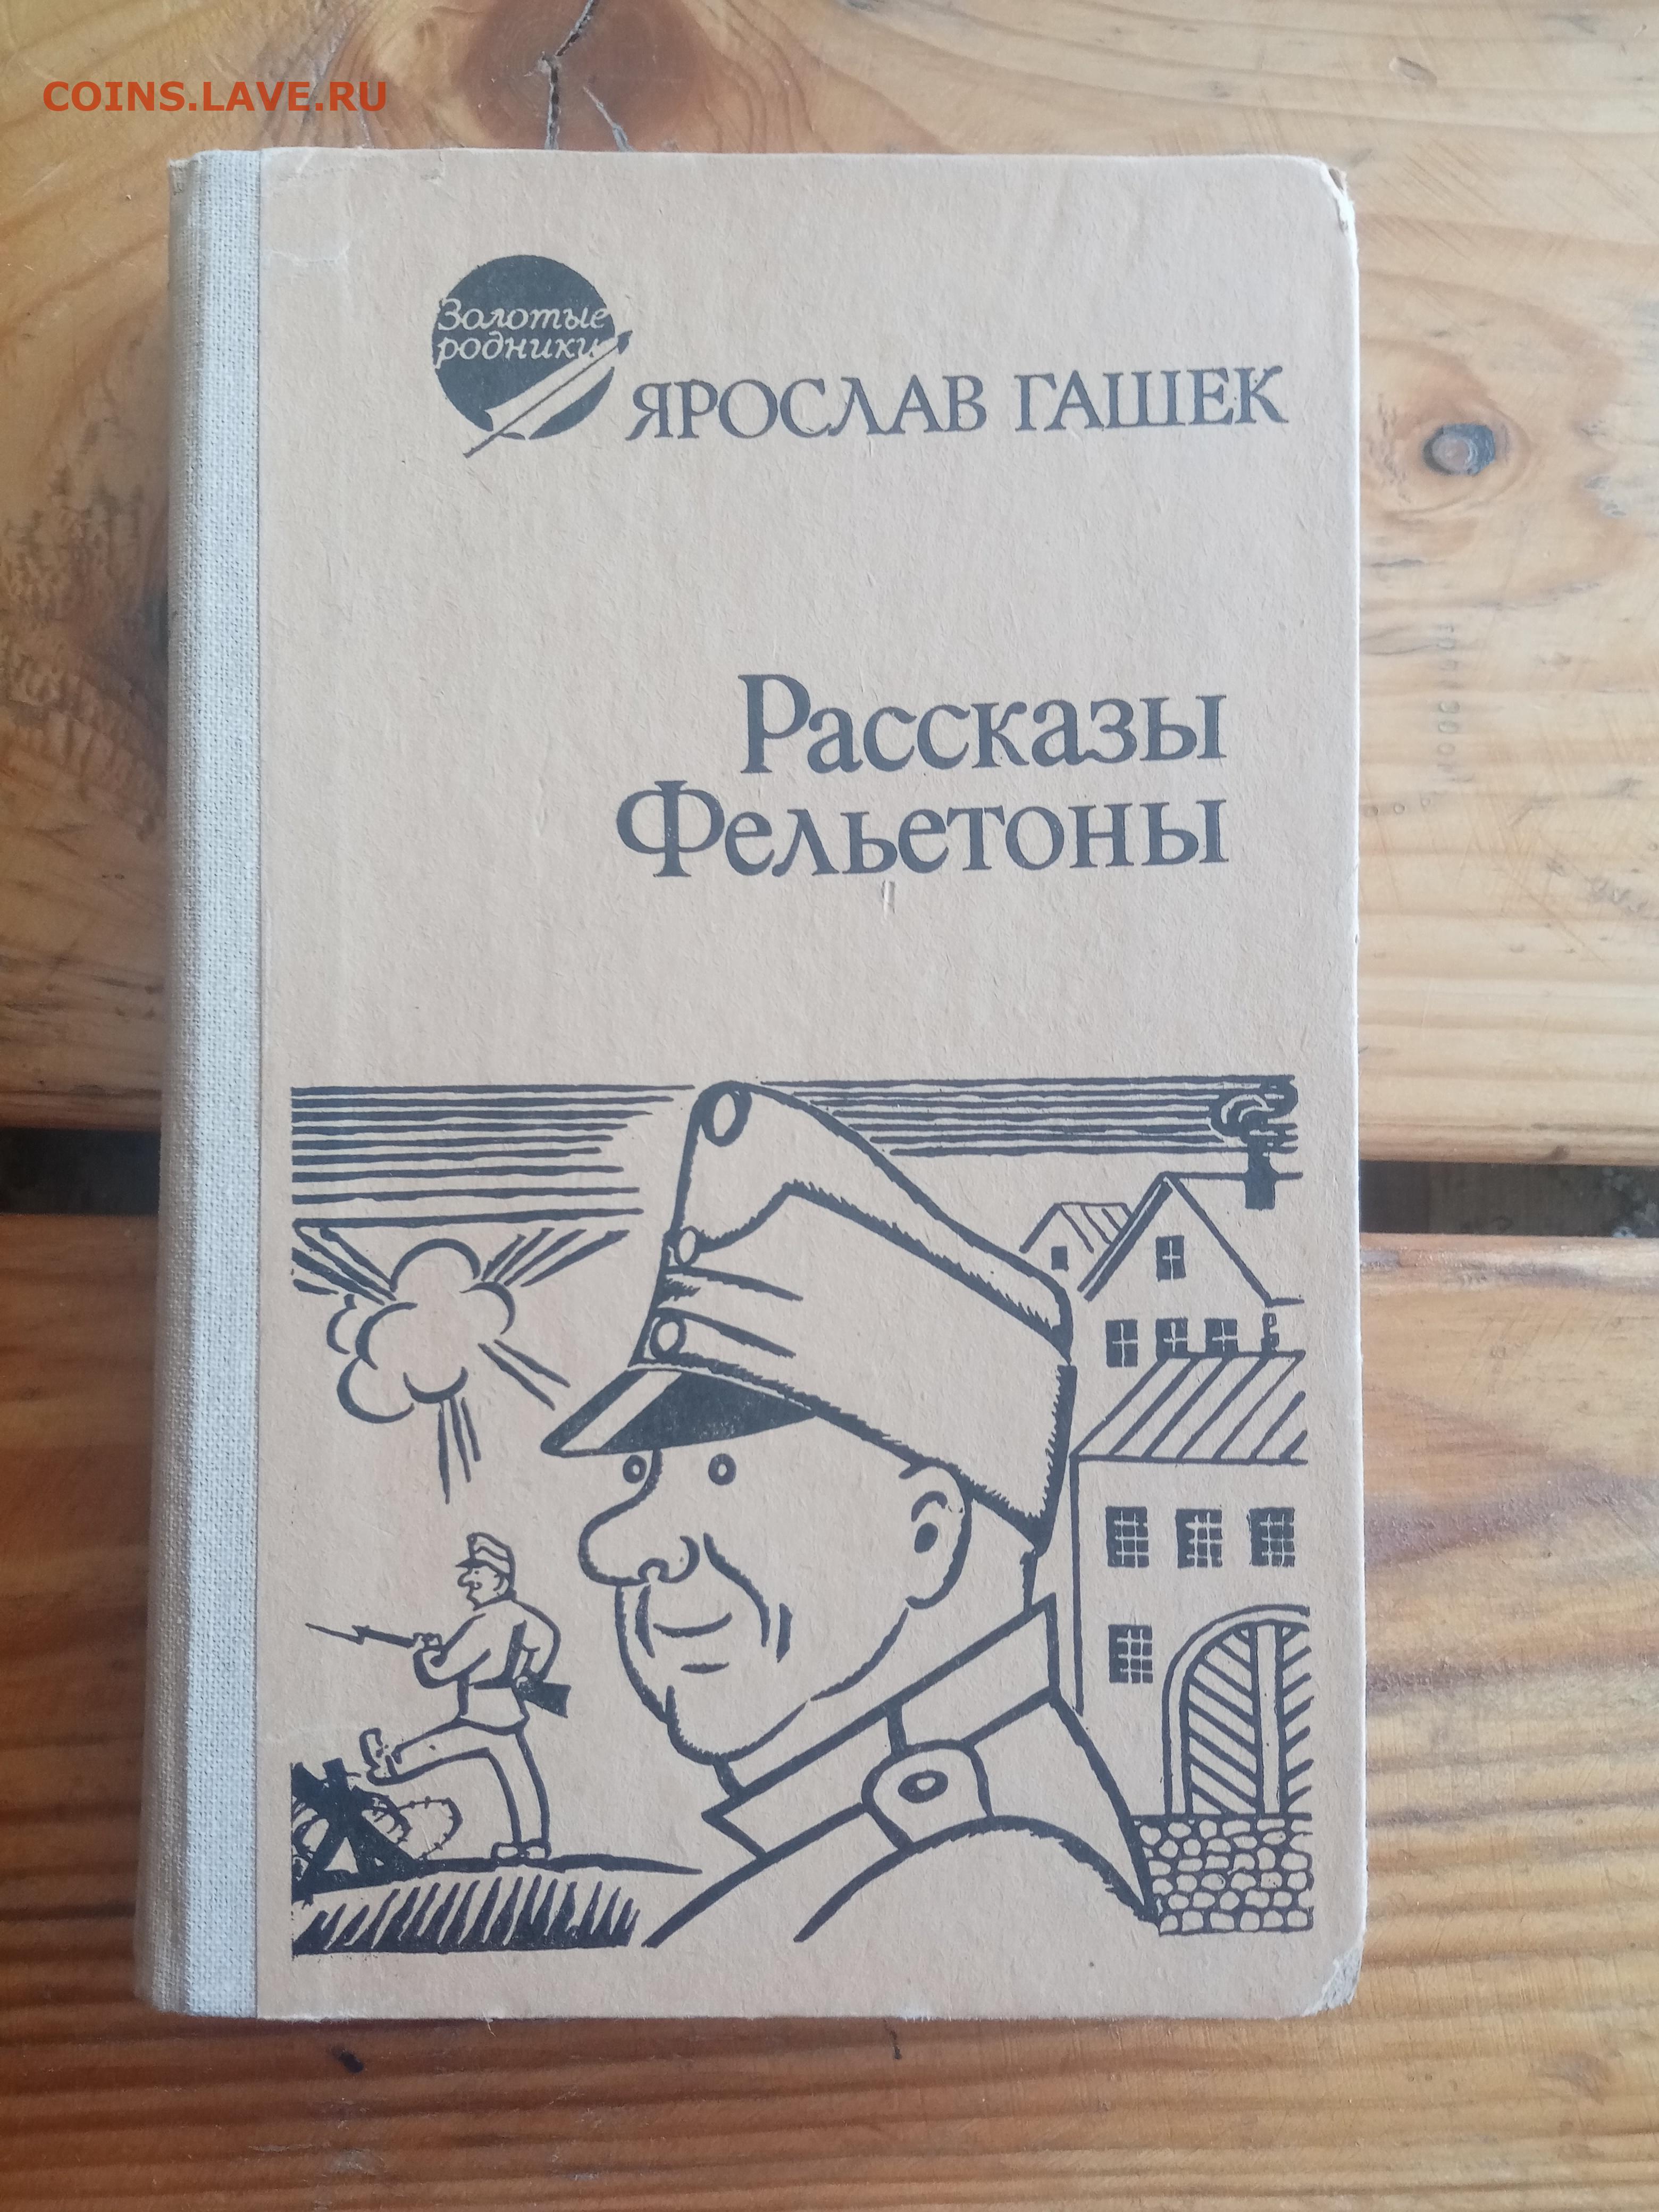 COINS.LAVE.RU
Золотые
родники
ЯРОСЛАВ ГАШЕК
Рассказы
Фельетоны